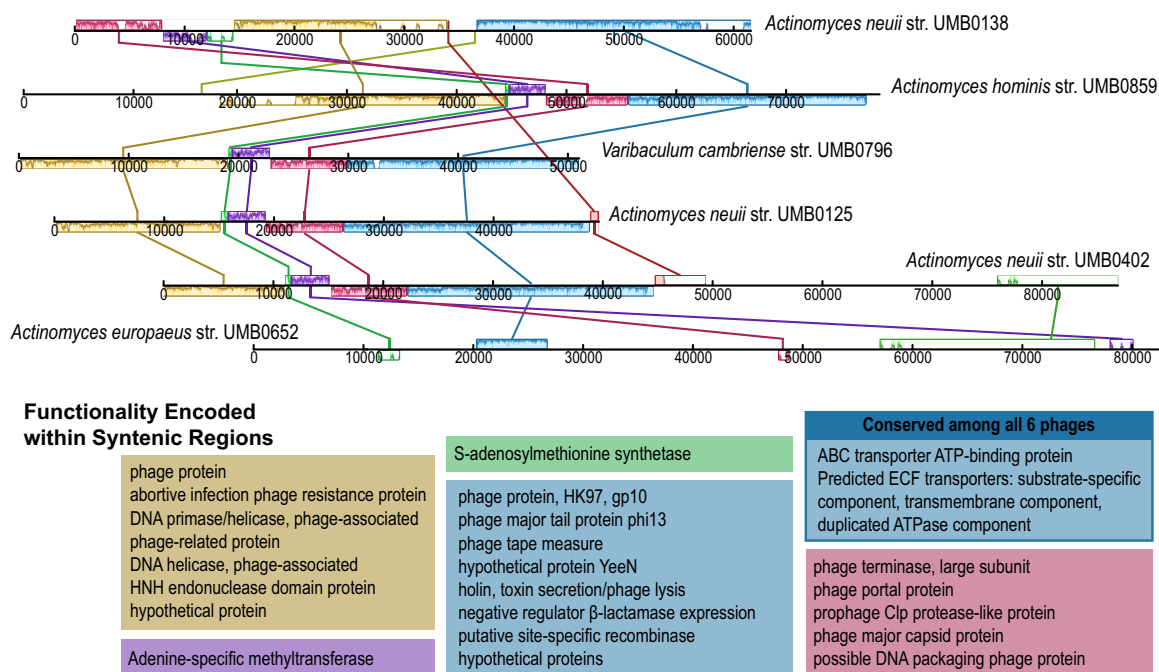 Actinomyces neuii str. UMB0138
10000 20000 30000 40000 50000 60000
Actinomyces hominis str. UMB0859
0 10000 20000 30000 40000 50000 60000 70000
Varibaculum cambriense str. UMB0796
0 10000 20000 30000 40000 50000
Actinomyces neuii str. UMB0125
0 10000 20000 30000 40000
Actinomyces neuii str. UMB0402
0 10000 20000 30000 40000 50000 60000 70000 80000
Actinomyces europaeus str. UMB0652
0 10000 20000 30000 40000 50000 60000 70000 80000
Functionality Encoded
within Syntenic Regions
phage protein
abortive infection phage resistance protein
DNA primase/helicase, phage-associated
phage-related protein
DNA helicase, phage-associated
HNH endonuclease domain protein
hypothetical protein
Adenine-specific methyltransferase
S-adenosylmethionine synthetase
phage protein, HK97, gp10
phage major tail protein phi13
phage tape measure
hypothetical protein YeeN
holin, toxin secretion/phage lysis
negative regulator β-lactamase expression
putative site-specific recombinase
hypothetical proteins
Conserved among all 6 phages
ABC transporter ATP-binding protein
Predicted ECF transporters: substrate-specific
component, transmembrane component,
duplicated ATPase component
phage terminase, large subunit
phage portal protein
prophage Clp protease-like protein
phage major capsid protein
possible DNA packaging phage protein